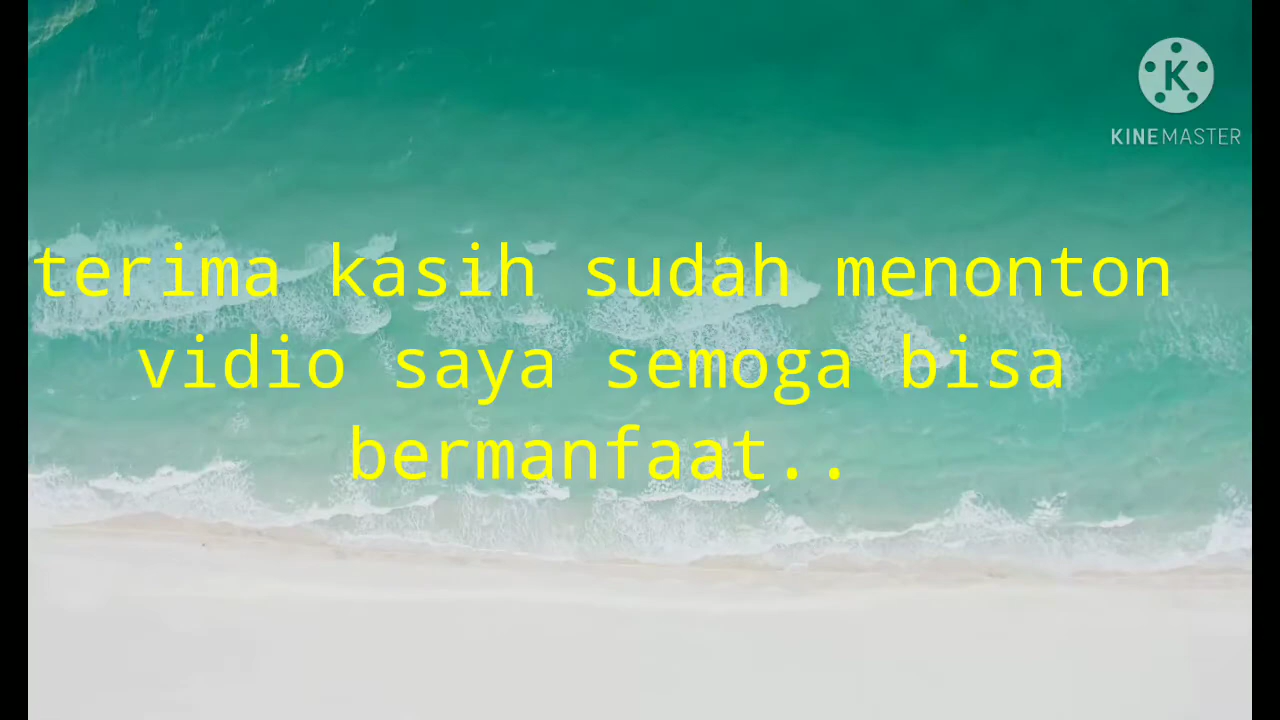 K
KINEMASTER
terima kasih sudah menonton
vidio saya semoga bisa
bermanfaat..